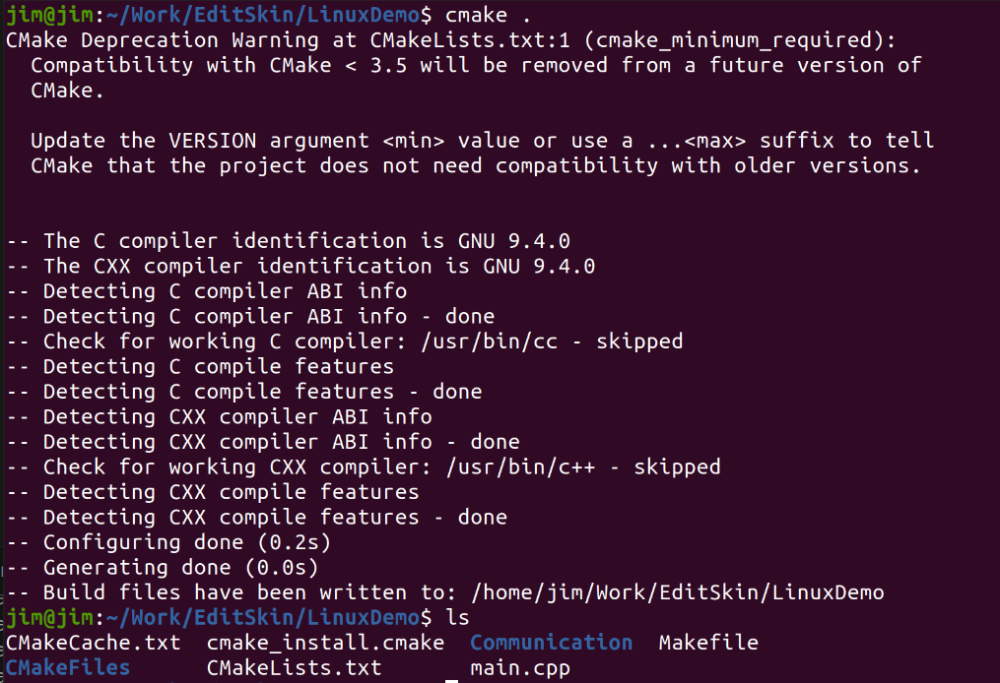 jim@jim:~/Work/EditSkin/LinuxDemo$ cmake .
CMake Deprecation Warning at CMakeLists.txt:1 (cmake_minimum_required):
  Compatibility with CMake < 3.5 will be removed from a future version of
  CMake.

  Update the VERSION argument <min> value or use a ...<max> suffix to tell
  CMake that the project does not need compatibility with older versions.


-- The C compiler identification is GNU 9.4.0
-- The CXX compiler identification is GNU 9.4.0
-- Detecting C compiler ABI info
-- Detecting C compiler ABI info - done
-- Check for working C compiler: /usr/bin/cc - skipped
-- Detecting C compile features
-- Detecting C compile features - done
-- Detecting CXX compiler ABI info
-- Detecting CXX compiler ABI info - done
-- Check for working CXX compiler: /usr/bin/c++ - skipped
-- Detecting CXX compile features
-- Detecting CXX compile features - done
-- Configuring done (0.2s)
-- Generating done (0.0s)
-- Build files have been written to: /home/jim/Work/EditSkin/LinuxDemo
jim@jim:~/Work/EditSkin/LinuxDemo$ ls
CMakeCache.txt  cmake_install.cmake  Communication  Makefile
CMakeFiles      CMakeLists.txt       main.cpp